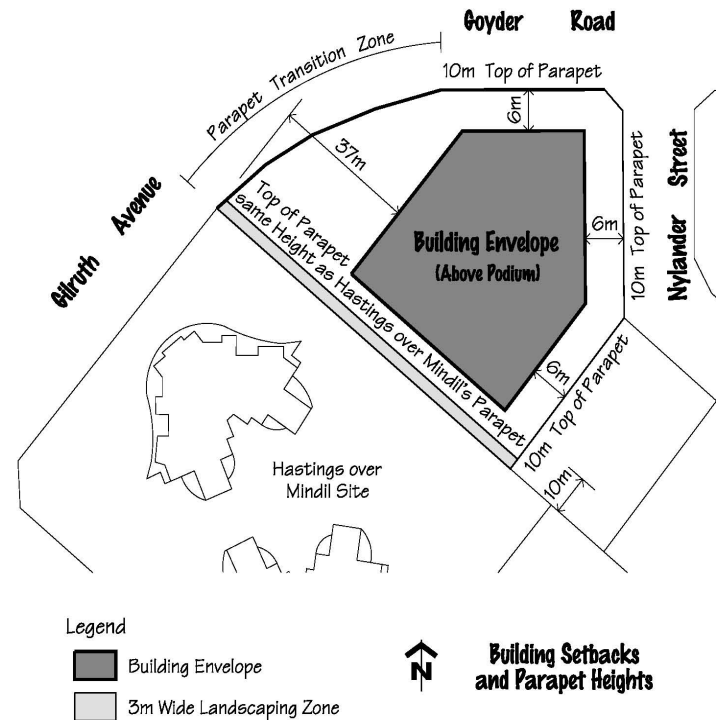 Goyder Road
Parapet Transition Zone
10m Top of Parapet
6m
37m
Gilruth Avenue
Top of Parapet
same Height as Hastings over Mindil's Parapet
Building Envelope
(Above Podium)
6m
10m Top of Parapet
Nylander Street
6m
10m Top of Parapet
10m
Hastings over
Mindil Site
Legend
Building Envelope
3m Wide Landscaping Zone
N
Building Setbacks
and Parapet Heights